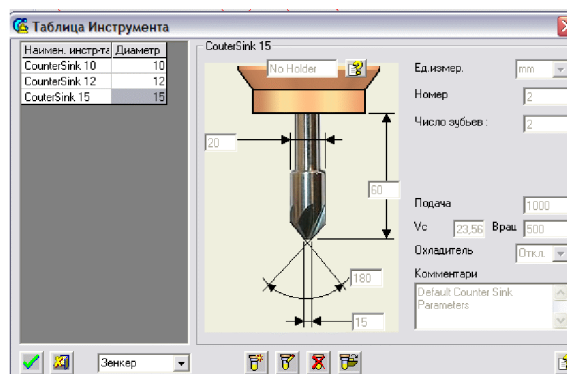 Таблица Инструмента
Наимен. инстр-та Диаметр
CounterSink 10 10
CounterSink 12 12
CouterSink 15 15
CouterSink 15
No Holder
20
60
180
15
Ед.измер. mm
Номер 2
Число зубьев : 2
Подача 1000
Vc 23,56 Вращ 500
Охладитель Откл.
Комментари
Default Counter Sink
Parameters
Зенкер